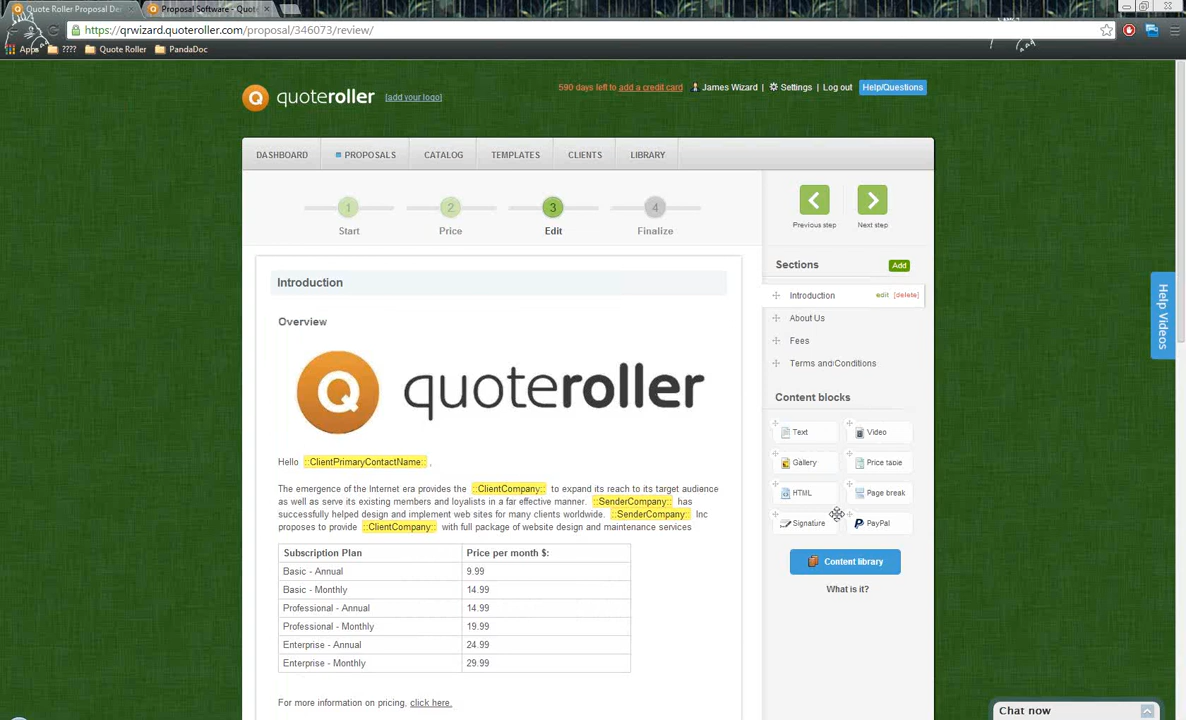 Quote Roller Proposal De
Proposal Software - Quot
https://qrwizard.quoteroller.com/proposal/346073/review/
Apps ???? Quote Roller PandaDoc
Q quoteroller [add your logo]
590 days left to add a credit card James Wizard | Settings | Log out Help/Questions
DASHBOARD PROPOSALS CATALOG TEMPLATES CLIENTS LIBRARY
1 2 3 4
Start Price Edit Finalize
Previous step Next step
Introduction
Overview
Q quoteroller
Hello ::ClientPrimaryContactName:: ,
The emergence of the Internet era provides the ::ClientCompany:: to expand its reach to its target audience
as well as serve its existing members and loyalists in a far effective manner. ::SenderCompany:: has
successfully helped design and implement web sites for many clients worldwide. ::SenderCompany:: Inc
proposes to provide ::ClientCompany:: with full package of website design and maintenance services
Subscription Plan Price per month $:
Basic - Annual 9.99
Basic - Monthly 14.99
Professional - Annual 14.99
Professional - Monthly 19.99
Enterprise - Annual 24.99
Enterprise - Monthly 29.99
For more information on pricing, click here.
Sections Add
Introduction edit [delete]
About Us
Fees
Terms and Conditions
Content blocks
Text Video
Gallery Price table
HTML Page break
Signature PayPal
Content library
What is it?
Help Videos
Chat now